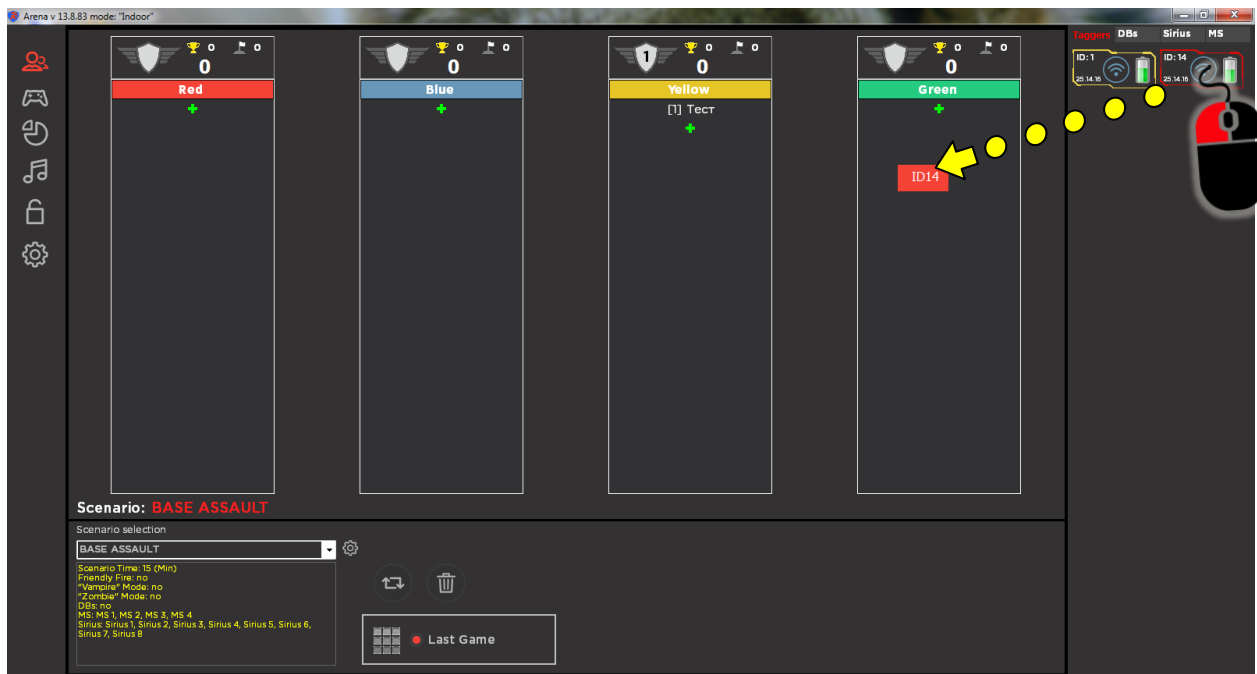 Arena v 13.8.83 mode: "Indoor"
Taggers DBs Sirius MS
0 0
0
Red
0 0
0
Blue
1 0 0
0
Yellow
[1] Тест
0 0
0
Green
ID14
ID: 1
25.14.15
ID: 14
25.14.15
Scenario: BASE ASSAULT
Scenario selection
BASE ASSAULT
Scenario Time: 15 (Min)
Friendly Fire: no
"Vampire" Mode: no
"Zombie" Mode: no
DBs: no
MS: MS 1, MS 2, MS 3, MS 4
Sirius: Sirius 1, Sirius 2, Sirius 3, Sirius 4, Sirius 5, Sirius 6,
Sirius 7, Sirius 8
Last Game